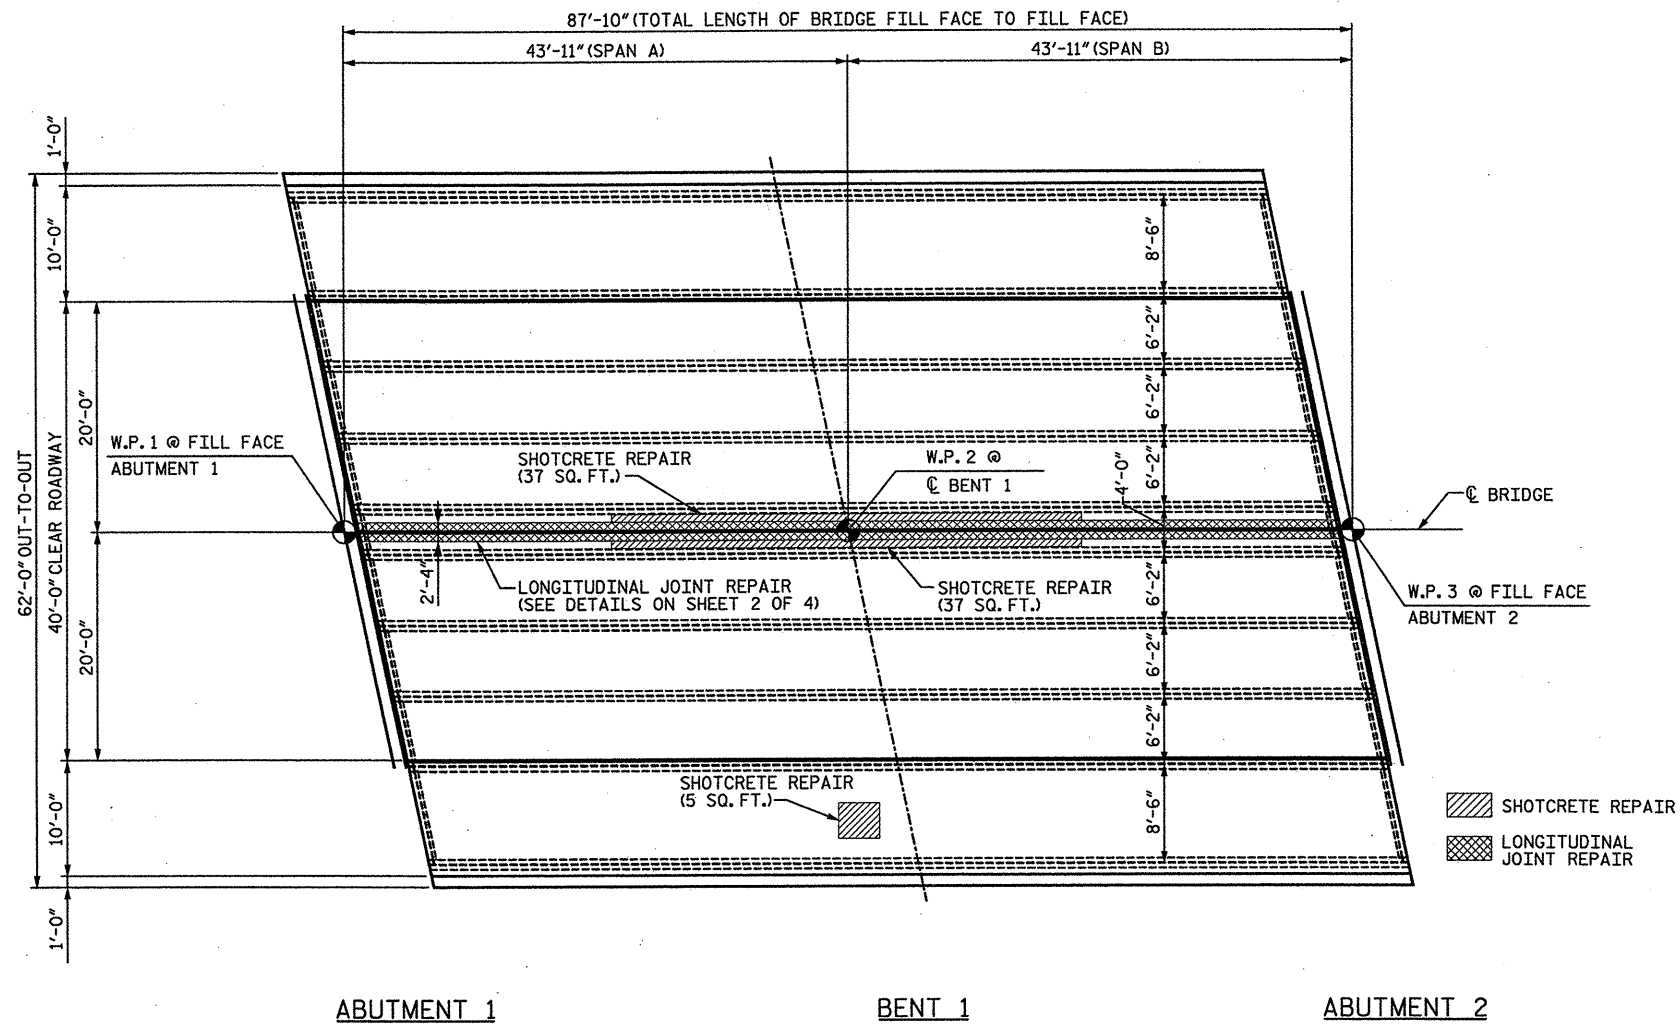 87'-10" (TOTAL LENGTH OF BRIDGE FILL FACE TO FILL FACE)
43'-11" (SPAN A)
43'-11" (SPAN B)
1'-0"
10'-0"
20'-0"
20'-0"
10'-0"
1'-0"
62'-0" OUT-TO-OUT
40'-0" CLEAR ROADWAY
8'-6"
6'-2"
6'-2"
6'-2"
4'-0"
6'-2"
6'-2"
6'-2"
8'-6"
W.P. 1 @ FILL FACE
ABUTMENT 1
SHOTCRETE REPAIR
(37 SQ. FT.)
W.P. 2 @
℄ BENT 1
℄ BRIDGE
2'-4"
LONGITUDINAL JOINT REPAIR
(SEE DETAILS ON SHEET 2 OF 4)
SHOTCRETE REPAIR
(37 SQ. FT.)
W.P. 3 @ FILL FACE
ABUTMENT 2
SHOTCRETE REPAIR
(5 SQ. FT.)
SHOTCRETE REPAIR
LONGITUDINAL
JOINT REPAIR
ABUTMENT 1
BENT 1
ABUTMENT 2